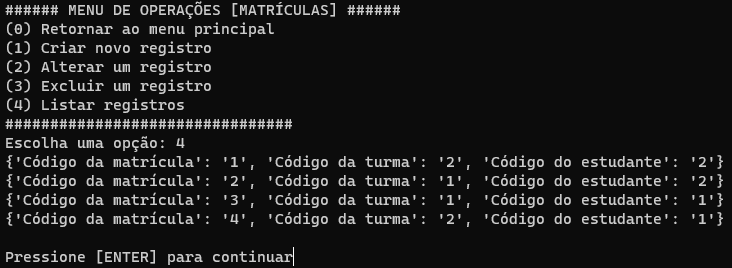 ###### MENU DE OPERAÇÕES [MATRÍCULAS] ######
(0) Retornar ao menu principal
(1) Criar novo registro
(2) Alterar um registro
(3) Excluir um registro
(4) Listar registros
################################
Escolha uma opção: 4
{'Código da matrícula': '1', 'Código da turma': '2', 'Código do estudante': '2'}
{'Código da matrícula': '2', 'Código da turma': '1', 'Código do estudante': '2'}
{'Código da matrícula': '3', 'Código da turma': '1', 'Código do estudante': '1'}
{'Código da matrícula': '4', 'Código da turma': '2', 'Código do estudante': '1'}
Pressione [ENTER] para continuar